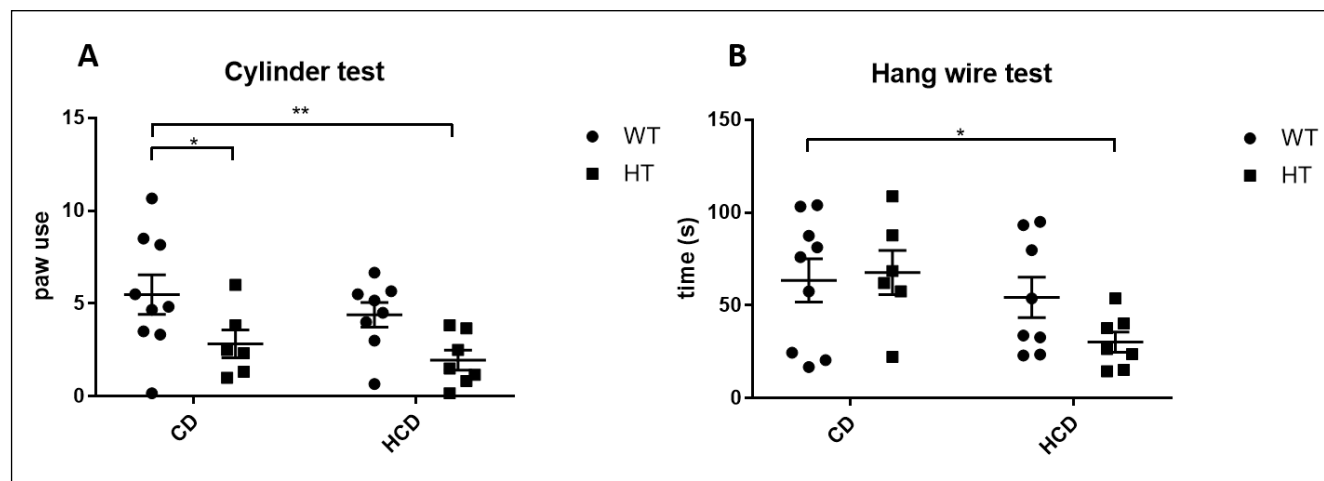 A
Cylinder test
15
10
5
0
paw use
*
**
CD
HCD
WT
HT
B
Hang wire test
150
100
50
0
time (s)
*
CD
HCD
WT
HT